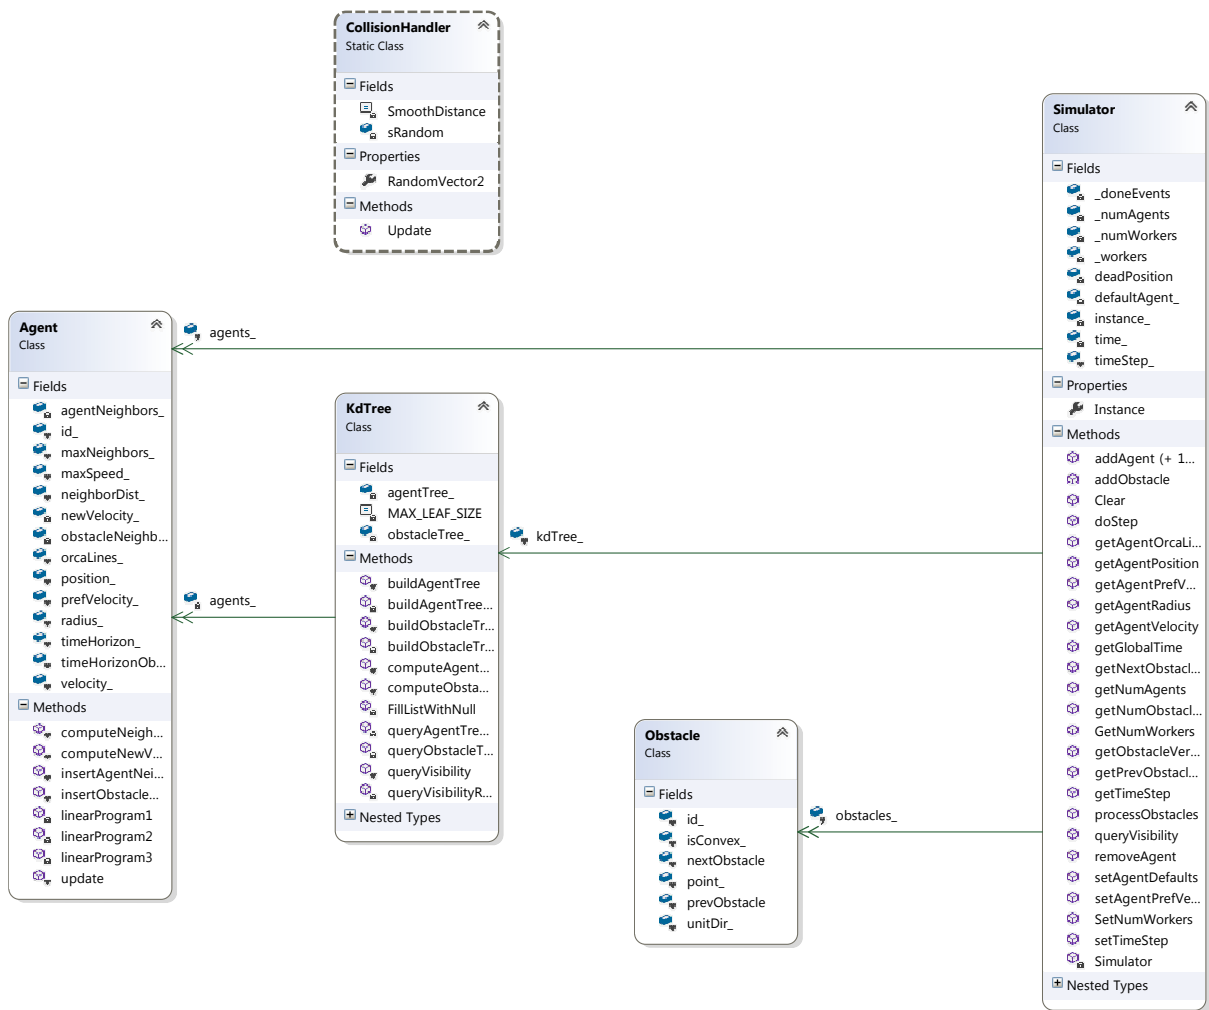 CollisionHandler
Static Class
Fields
SmoothDistance
sRandom
Properties
RandomVector2
Methods
Update
Agent
Class
Fields
agentNeighbors_
id_
maxNeighbors_
maxSpeed_
neighborDist_
newVelocity_
obstacleNeighb...
orcaLines_
position_
prefVelocity_
radius_
timeHorizon_
timeHorizonOb...
velocity_
Methods
computeNeigh...
computeNewV...
insertAgentNei...
insertObstacle...
linearProgram1
linearProgram2
linearProgram3
update
agents_
agents_
KdTree
Class
Fields
agentTree_
MAX_LEAF_SIZE
obstacleTree_
Methods
buildAgentTree
buildAgentTree...
buildObstacleTr...
buildObstacleTr...
computeAgent...
computeObsta...
FillListWithNull
queryAgentTree...
queryObstacleT...
queryVisibility
queryVisibilityR...
Nested Types
kdTree_
Obstacle
Class
Fields
id_
isConvex_
nextObstacle
point_
prevObstacle
unitDir_
obstacles_
Simulator
Class
Fields
_doneEvents
_numAgents
_numWorkers
_workers
deadPosition
defaultAgent_
instance_
time_
timeStep_
Properties
Instance
Methods
addAgent (+ 1...
addObstacle
Clear
doStep
getAgentOrcaLi...
getAgentPosition
getAgentPrefV...
getAgentRadius
getAgentVelocity
getGlobalTime
getNextObstacl...
getNumAgents
getNumObstacl...
GetNumWorkers
getObstacleVer...
getPrevObstacl...
getTimeStep
processObstacles
queryVisibility
removeAgent
setAgentDefaults
setAgentPrefVe...
SetNumWorkers
setTimeStep
Simulator
Nested Types